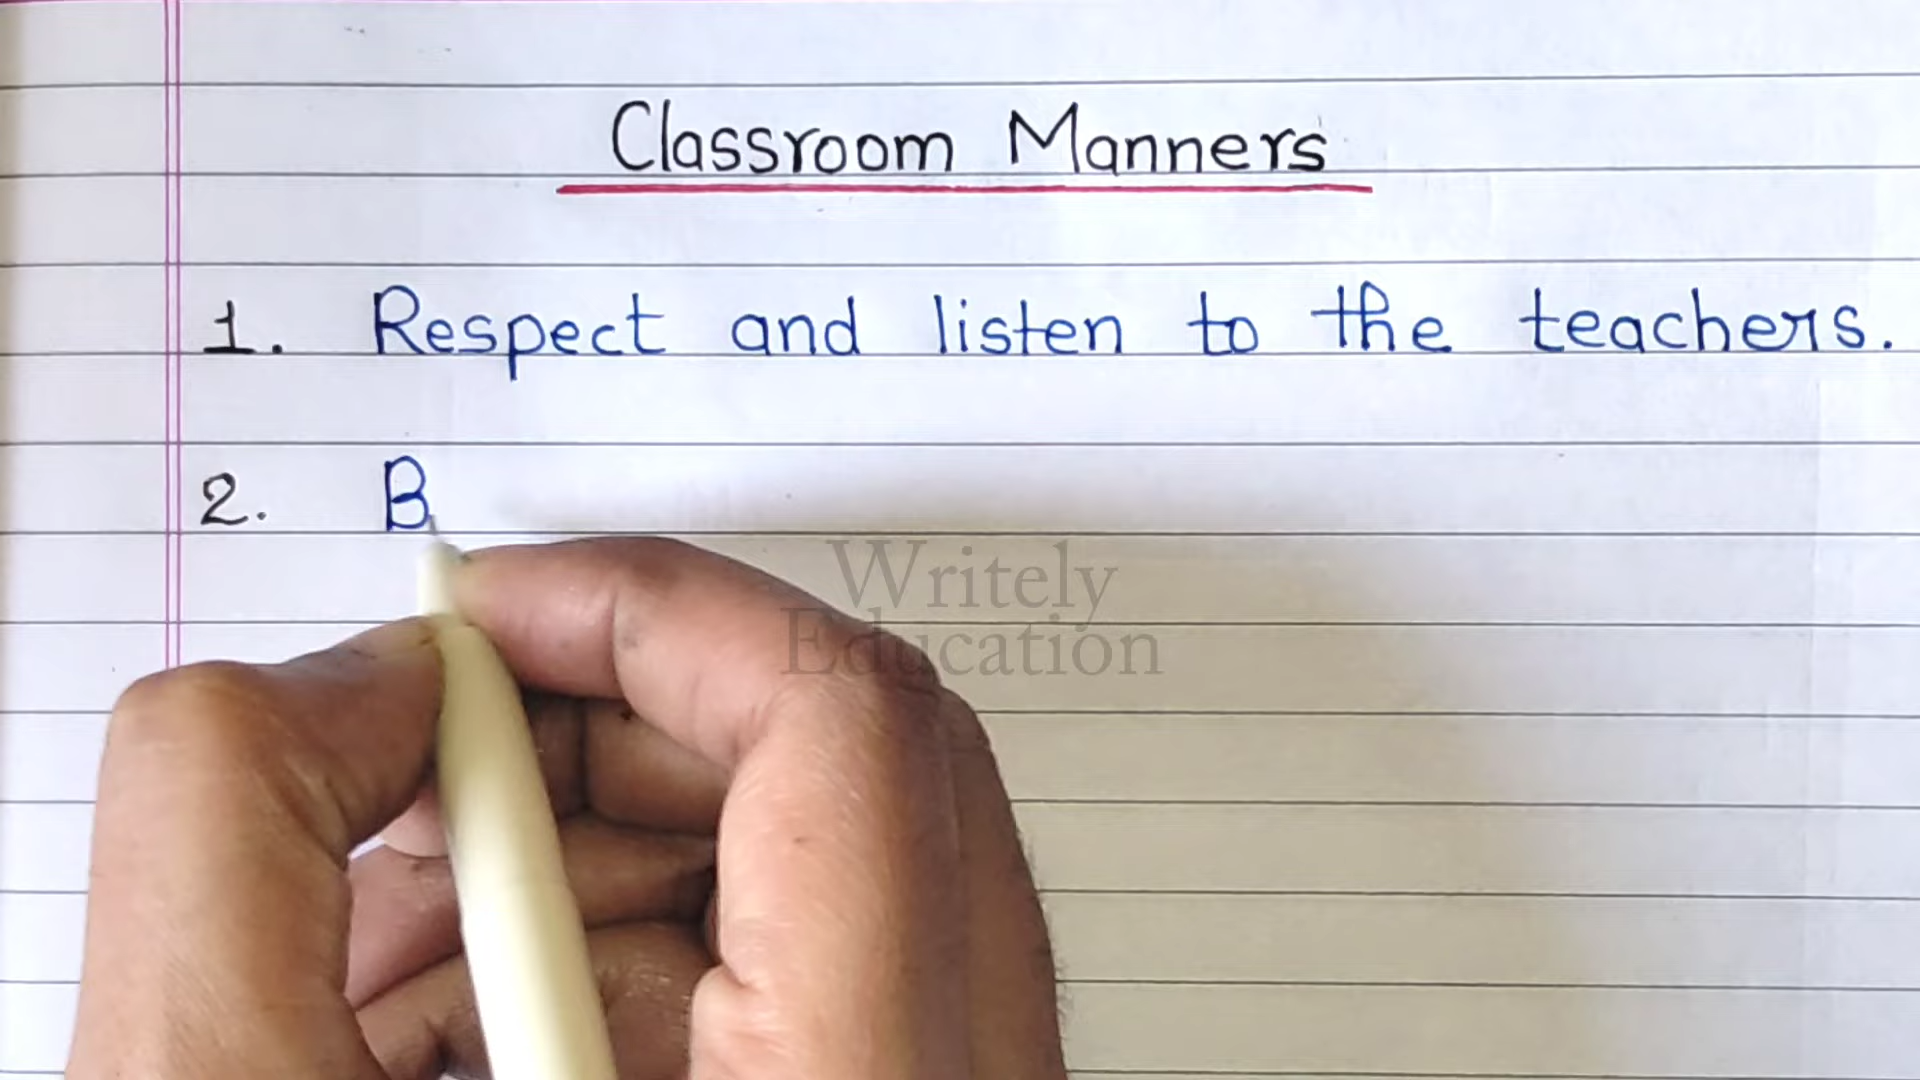 Classroom Manners
1. Respect and listen to the teachers.
2. B
Writely
Education